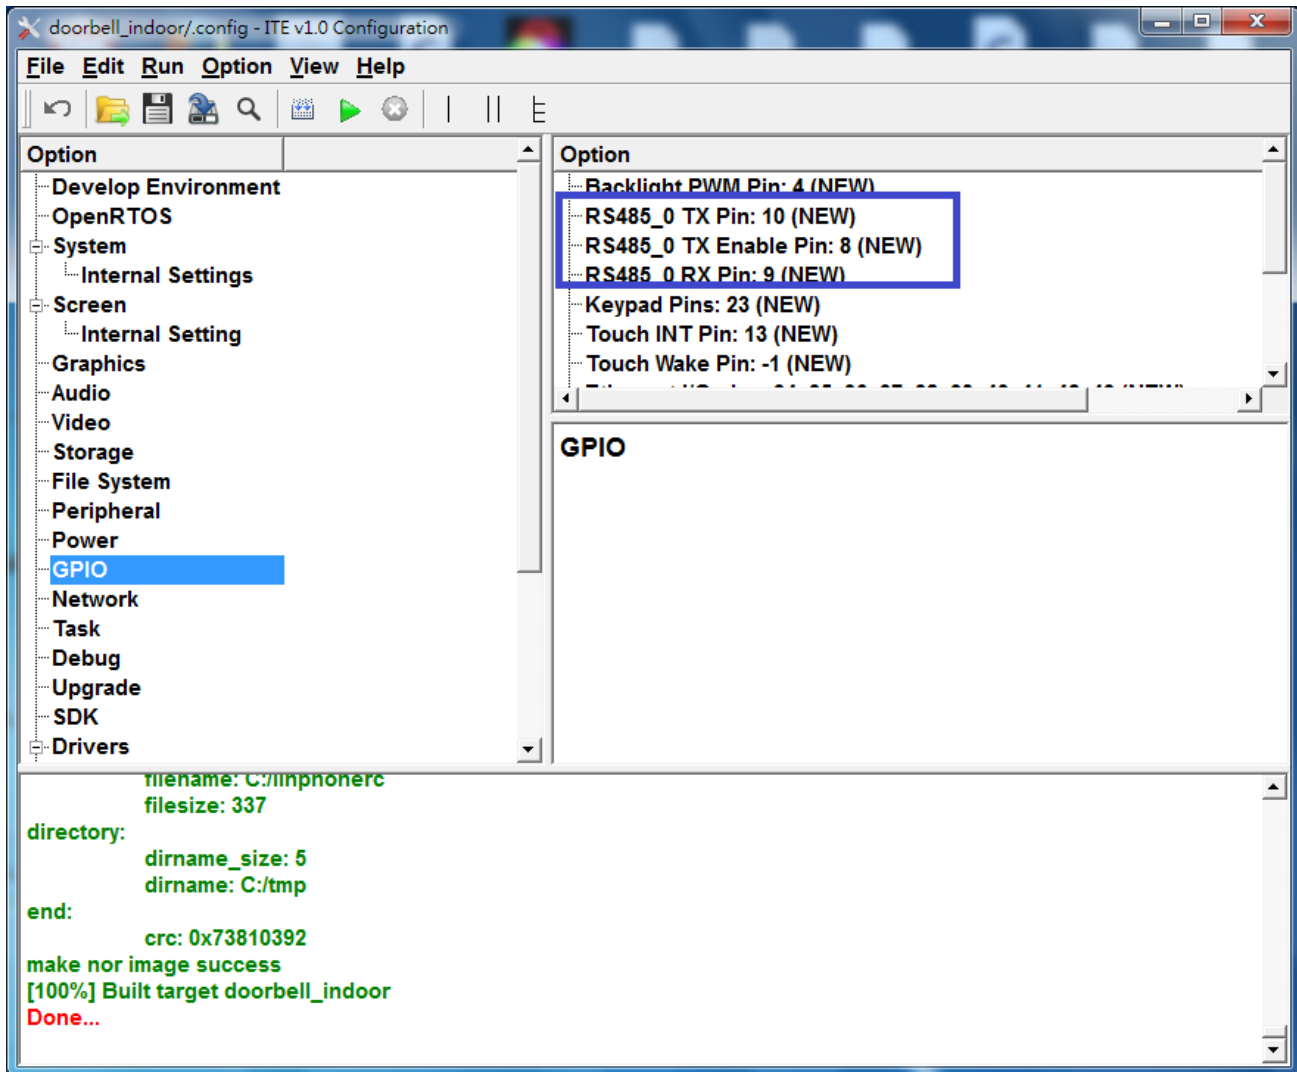 doorbell_indoor/.config - ITE v1.0 Configuration
File Edit Run Option View Help
Option
Develop Environment
OpenRTOS
System
Internal Settings
Screen
Internal Setting
Graphics
Audio
Video
Storage
File System
Peripheral
Power
GPIO
Network
Task
Debug
Upgrade
SDK
Drivers
Option
Backlight PWM Pin: 4 (NEW)
RS485_0 TX Pin: 10 (NEW)
RS485_0 TX Enable Pin: 8 (NEW)
RS485_0 RX Pin: 9 (NEW)
Keypad Pins: 23 (NEW)
Touch INT Pin: 13 (NEW)
Touch Wake Pin: -1 (NEW)
GPIO
filename: C:/linphonerc
filesize: 337
directory:
dirname_size: 5
dirname: C:/tmp
end:
crc: 0x73810392
make nor image success
[100%] Built target doorbell_indoor
Done...